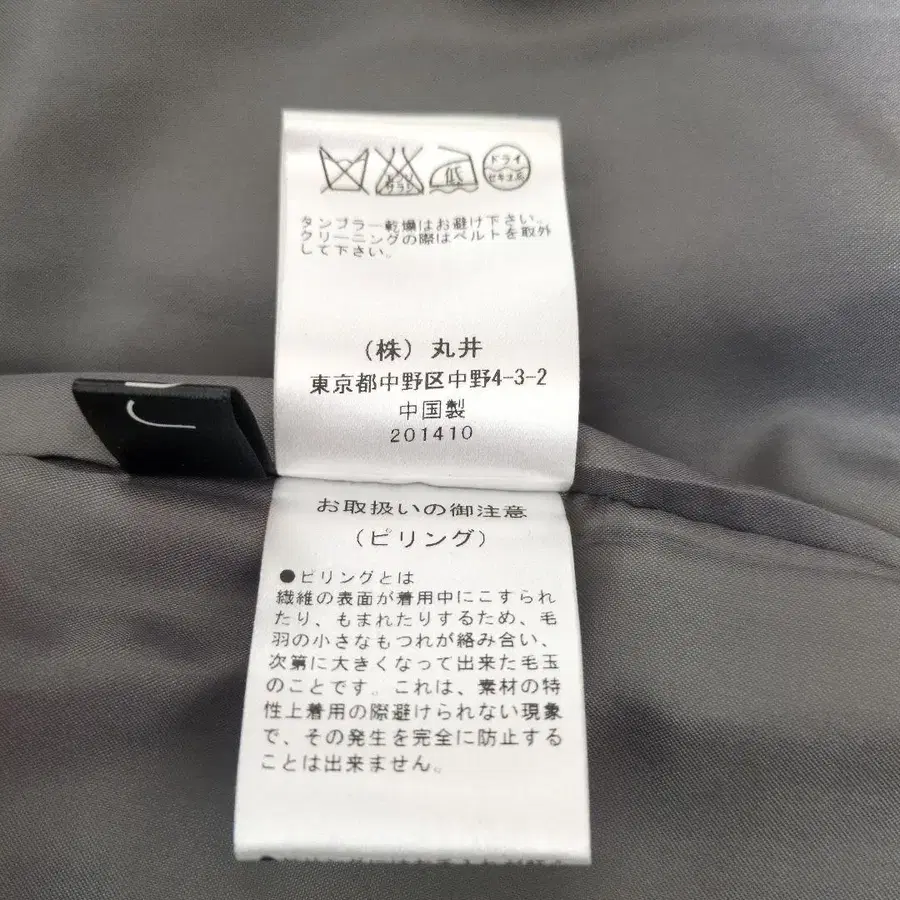 低
ドライ
セキユ系
タンブラー乾燥はお避け下さい。
クリーニングの際はベルトを取外
して下さい。
(株) 丸井
東京都中野区中野4-3-2
中国製
201410
J
お取扱いの御注意
(ピリング)
●ピリングとは
繊維の表面が着用中にこすられ
たり、もまれたりするため、毛
羽の小さなもつれが絡み合い、
次第に大きくなって出来た毛玉
のことです。これは、素材の特
性上着用の際避けられない現象
で、その発生を完全に防止する
ことは出来ません。